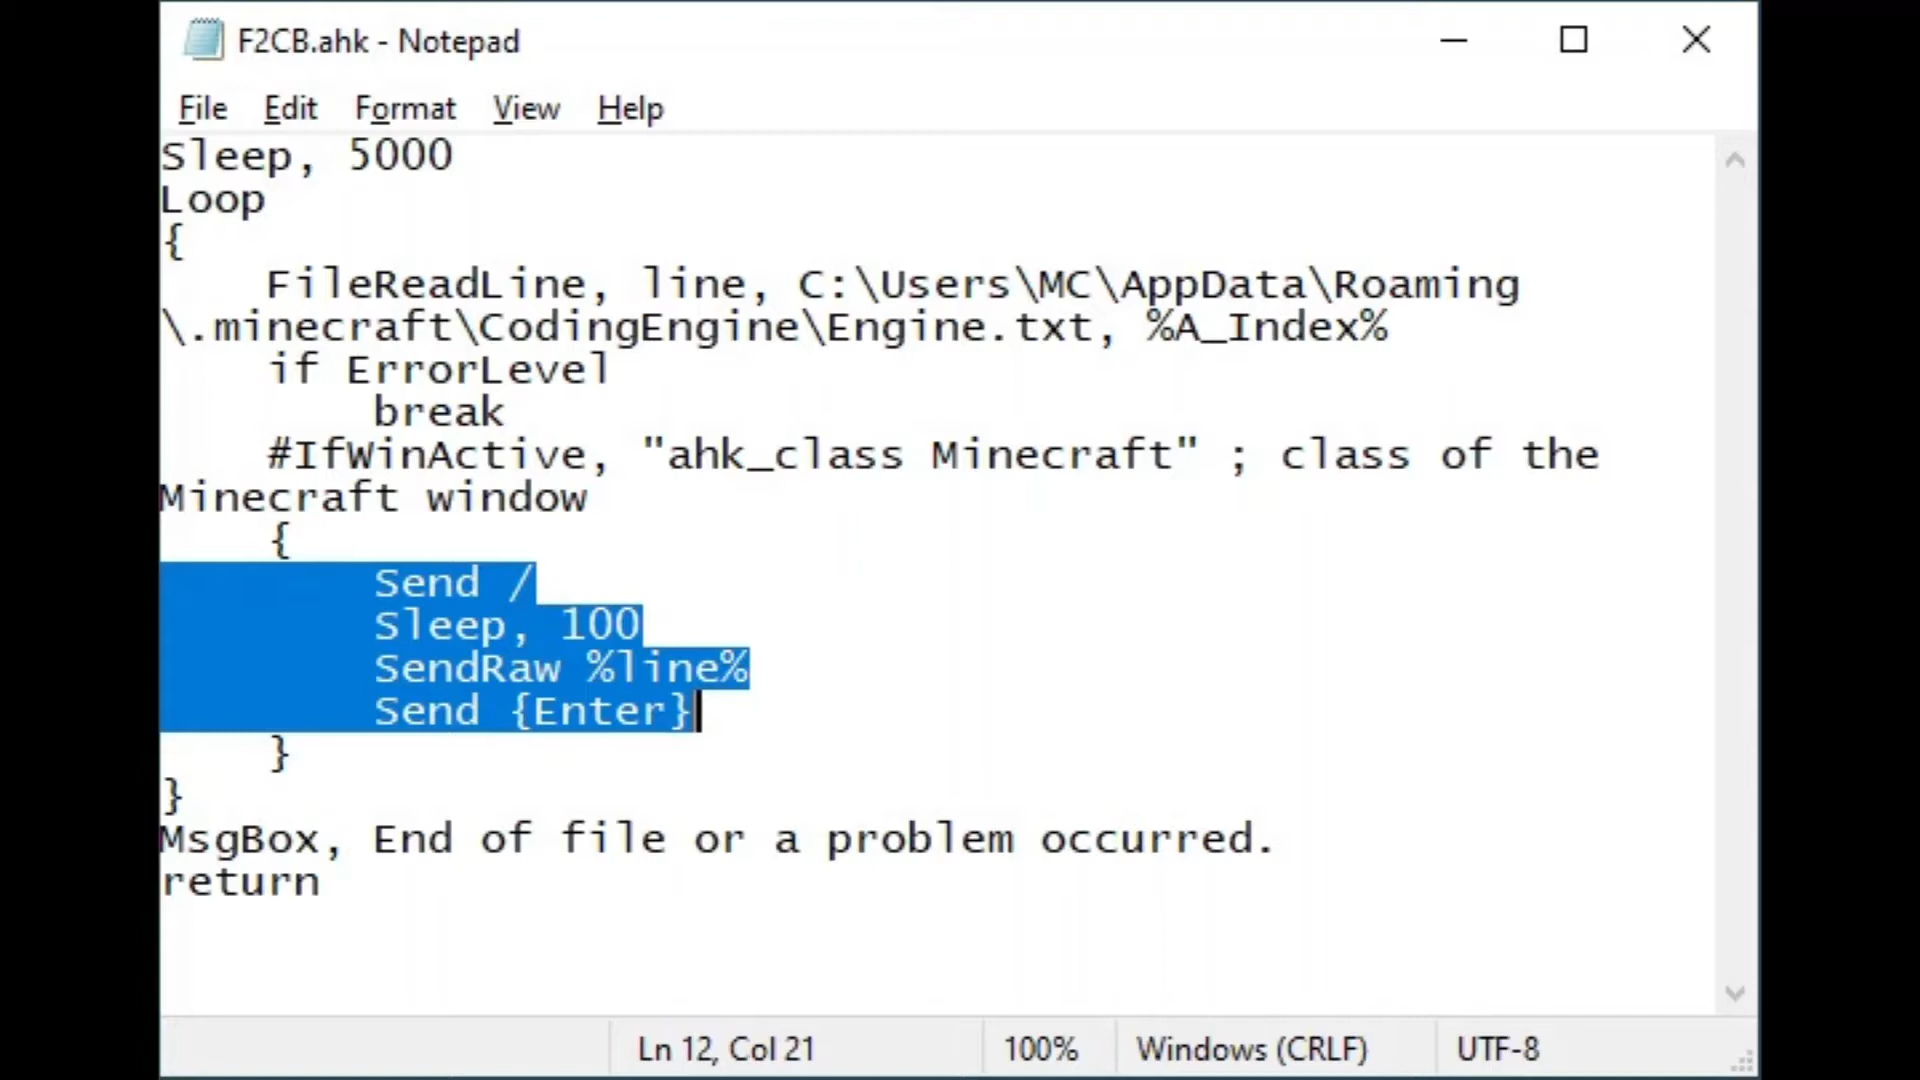 F2CB.ahk - Notepad
File Edit Format View Help
Sleep, 5000
Loop
{
    FileReadLine, line, C:\Users\MC\AppData\Roaming
\.minecraft\CodingEngine\Engine.txt, %A_Index%
    if ErrorLevel
        break
    #IfWinActive, "ahk_class Minecraft" ; class of the
Minecraft window
    {
        Send /
        Sleep, 100
        SendRaw %line%
        Send {Enter}
    }
}
MsgBox, End of file or a problem occurred.
return
Ln 12, Col 21 100% Windows (CRLF) UTF-8